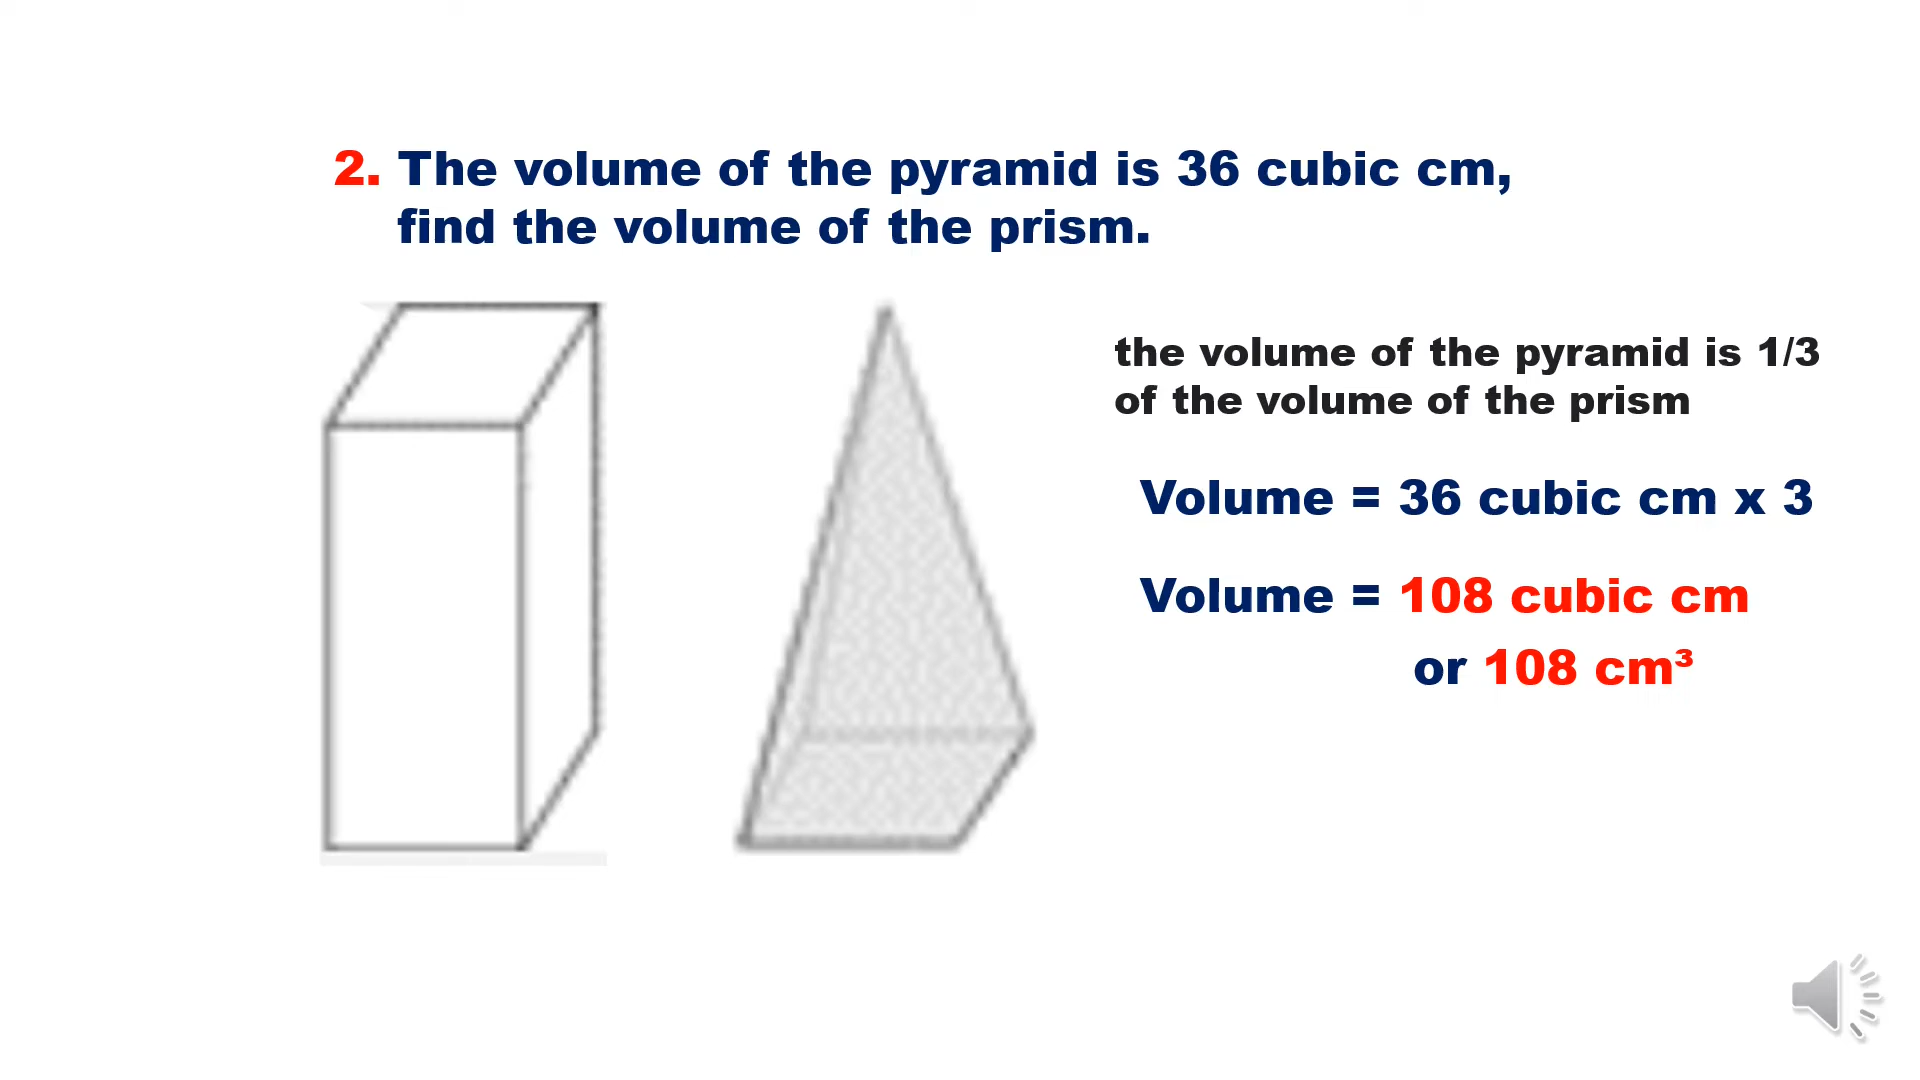 2. The volume of the pyramid is 36 cubic cm,
find the volume of the prism.
the volume of the pyramid is 1/3
of the volume of the prism
Volume = 36 cubic cm x 3
Volume = 108 cubic cm
or 108 cm³